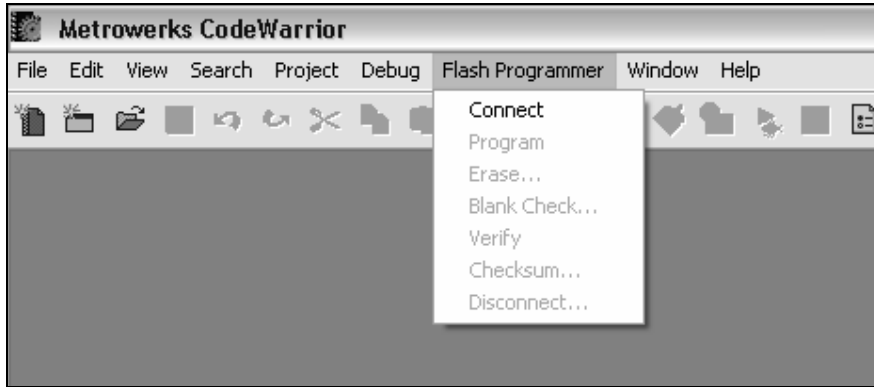 Metrowerks CodeWarrior
File Edit View Search Project Debug Flash Programmer Window Help
Connect
Program
Erase...
Blank Check...
Verify
Checksum...
Disconnect...